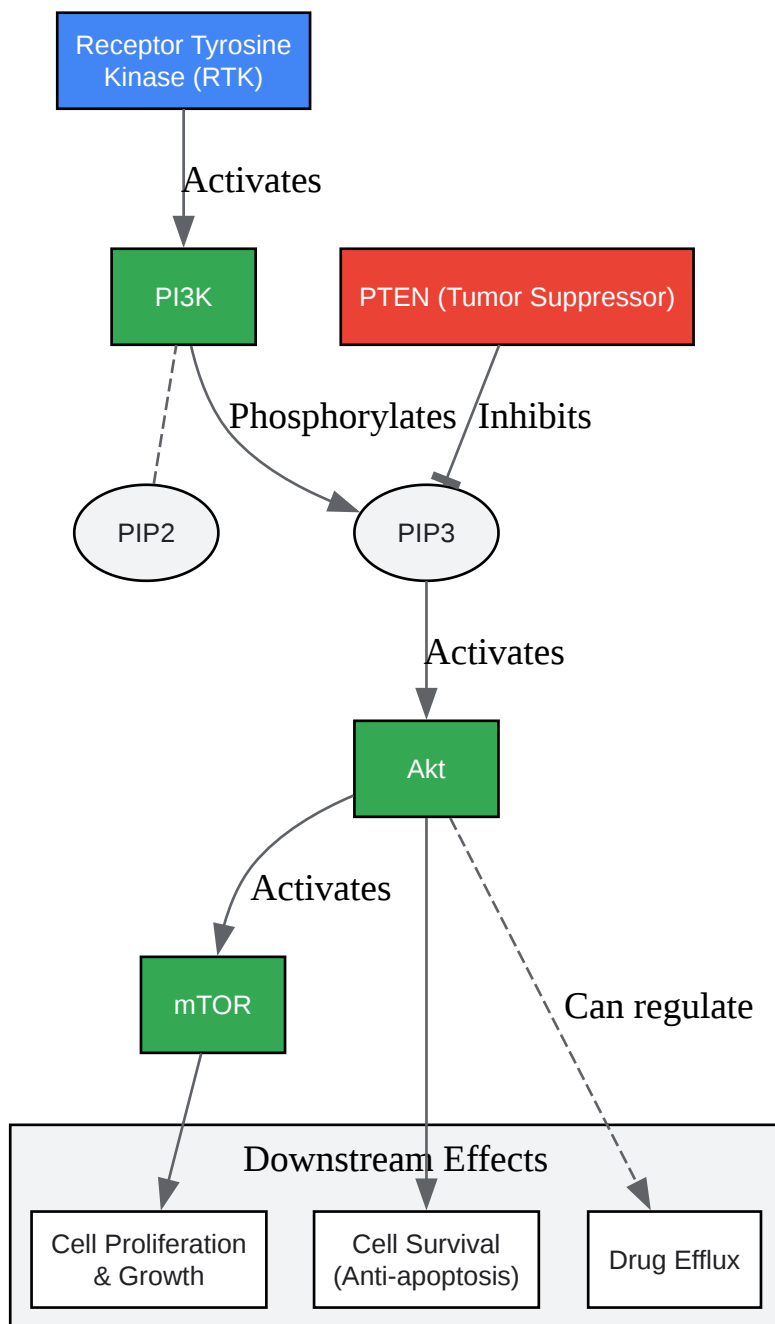 Receptor Tyrosine
Kinase (RTK)
Activates
PI3K
PTEN (Tumor Suppressor)
Phosphorylates
Inhibits
PIP2
PIP3
Activates
Akt
Activates
mTOR
Can regulate
Downstream Effects
Cell Proliferation
& Growth
Cell Survival
(Anti-apoptosis)
Drug Efflux